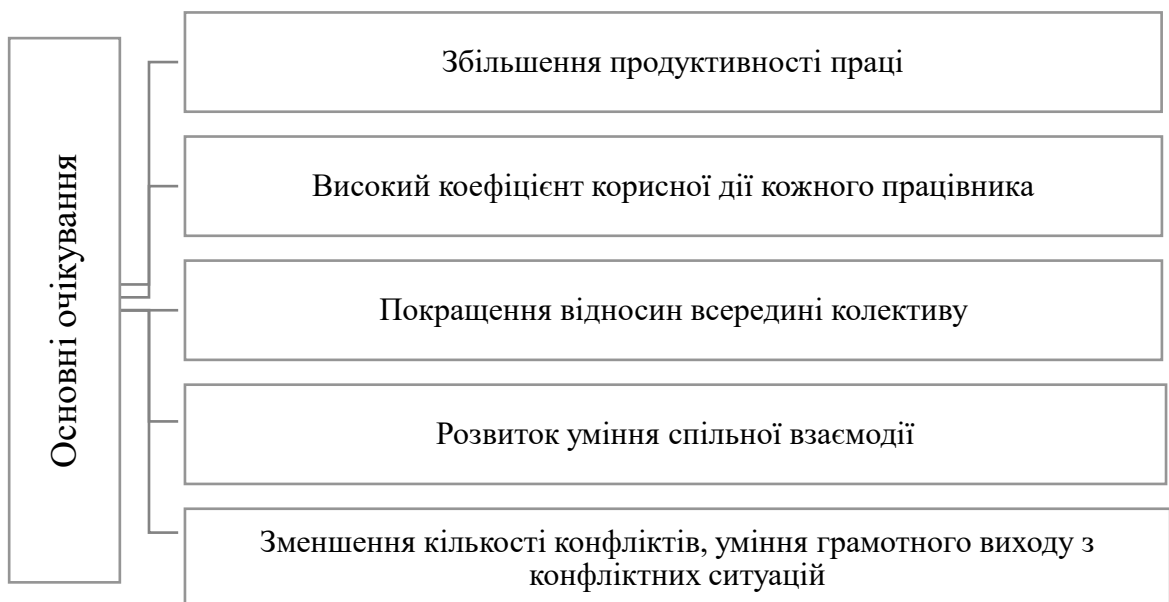 Основні очікування
Збільшення продуктивності праці
Високий коефіцієнт корисної дії кожного працівника
Покращення відносин всередині колективу
Розвиток уміння спільної взаємодії
Зменшення кількості конфліктів, уміння грамотного виходу з
конфліктних ситуацій